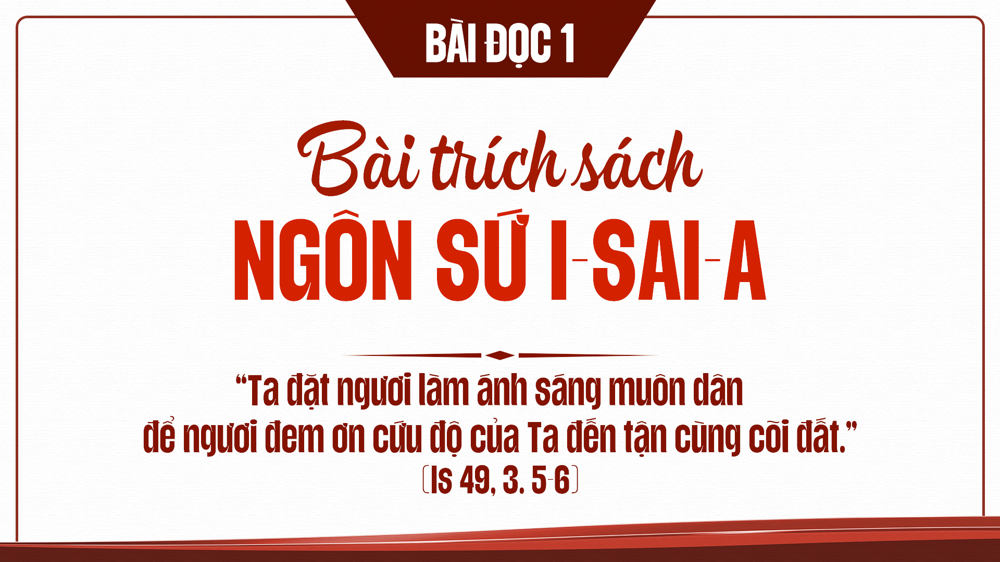 BÀI ĐỌC 1
Bài trích sách
NGÔN SỨ I-SAI-A
“Ta đặt ngươi làm ánh sáng muôn dân
để ngươi đem ơn cứu độ của Ta đến tận cùng cõi đất.”
(Is 49, 3. 5-6)